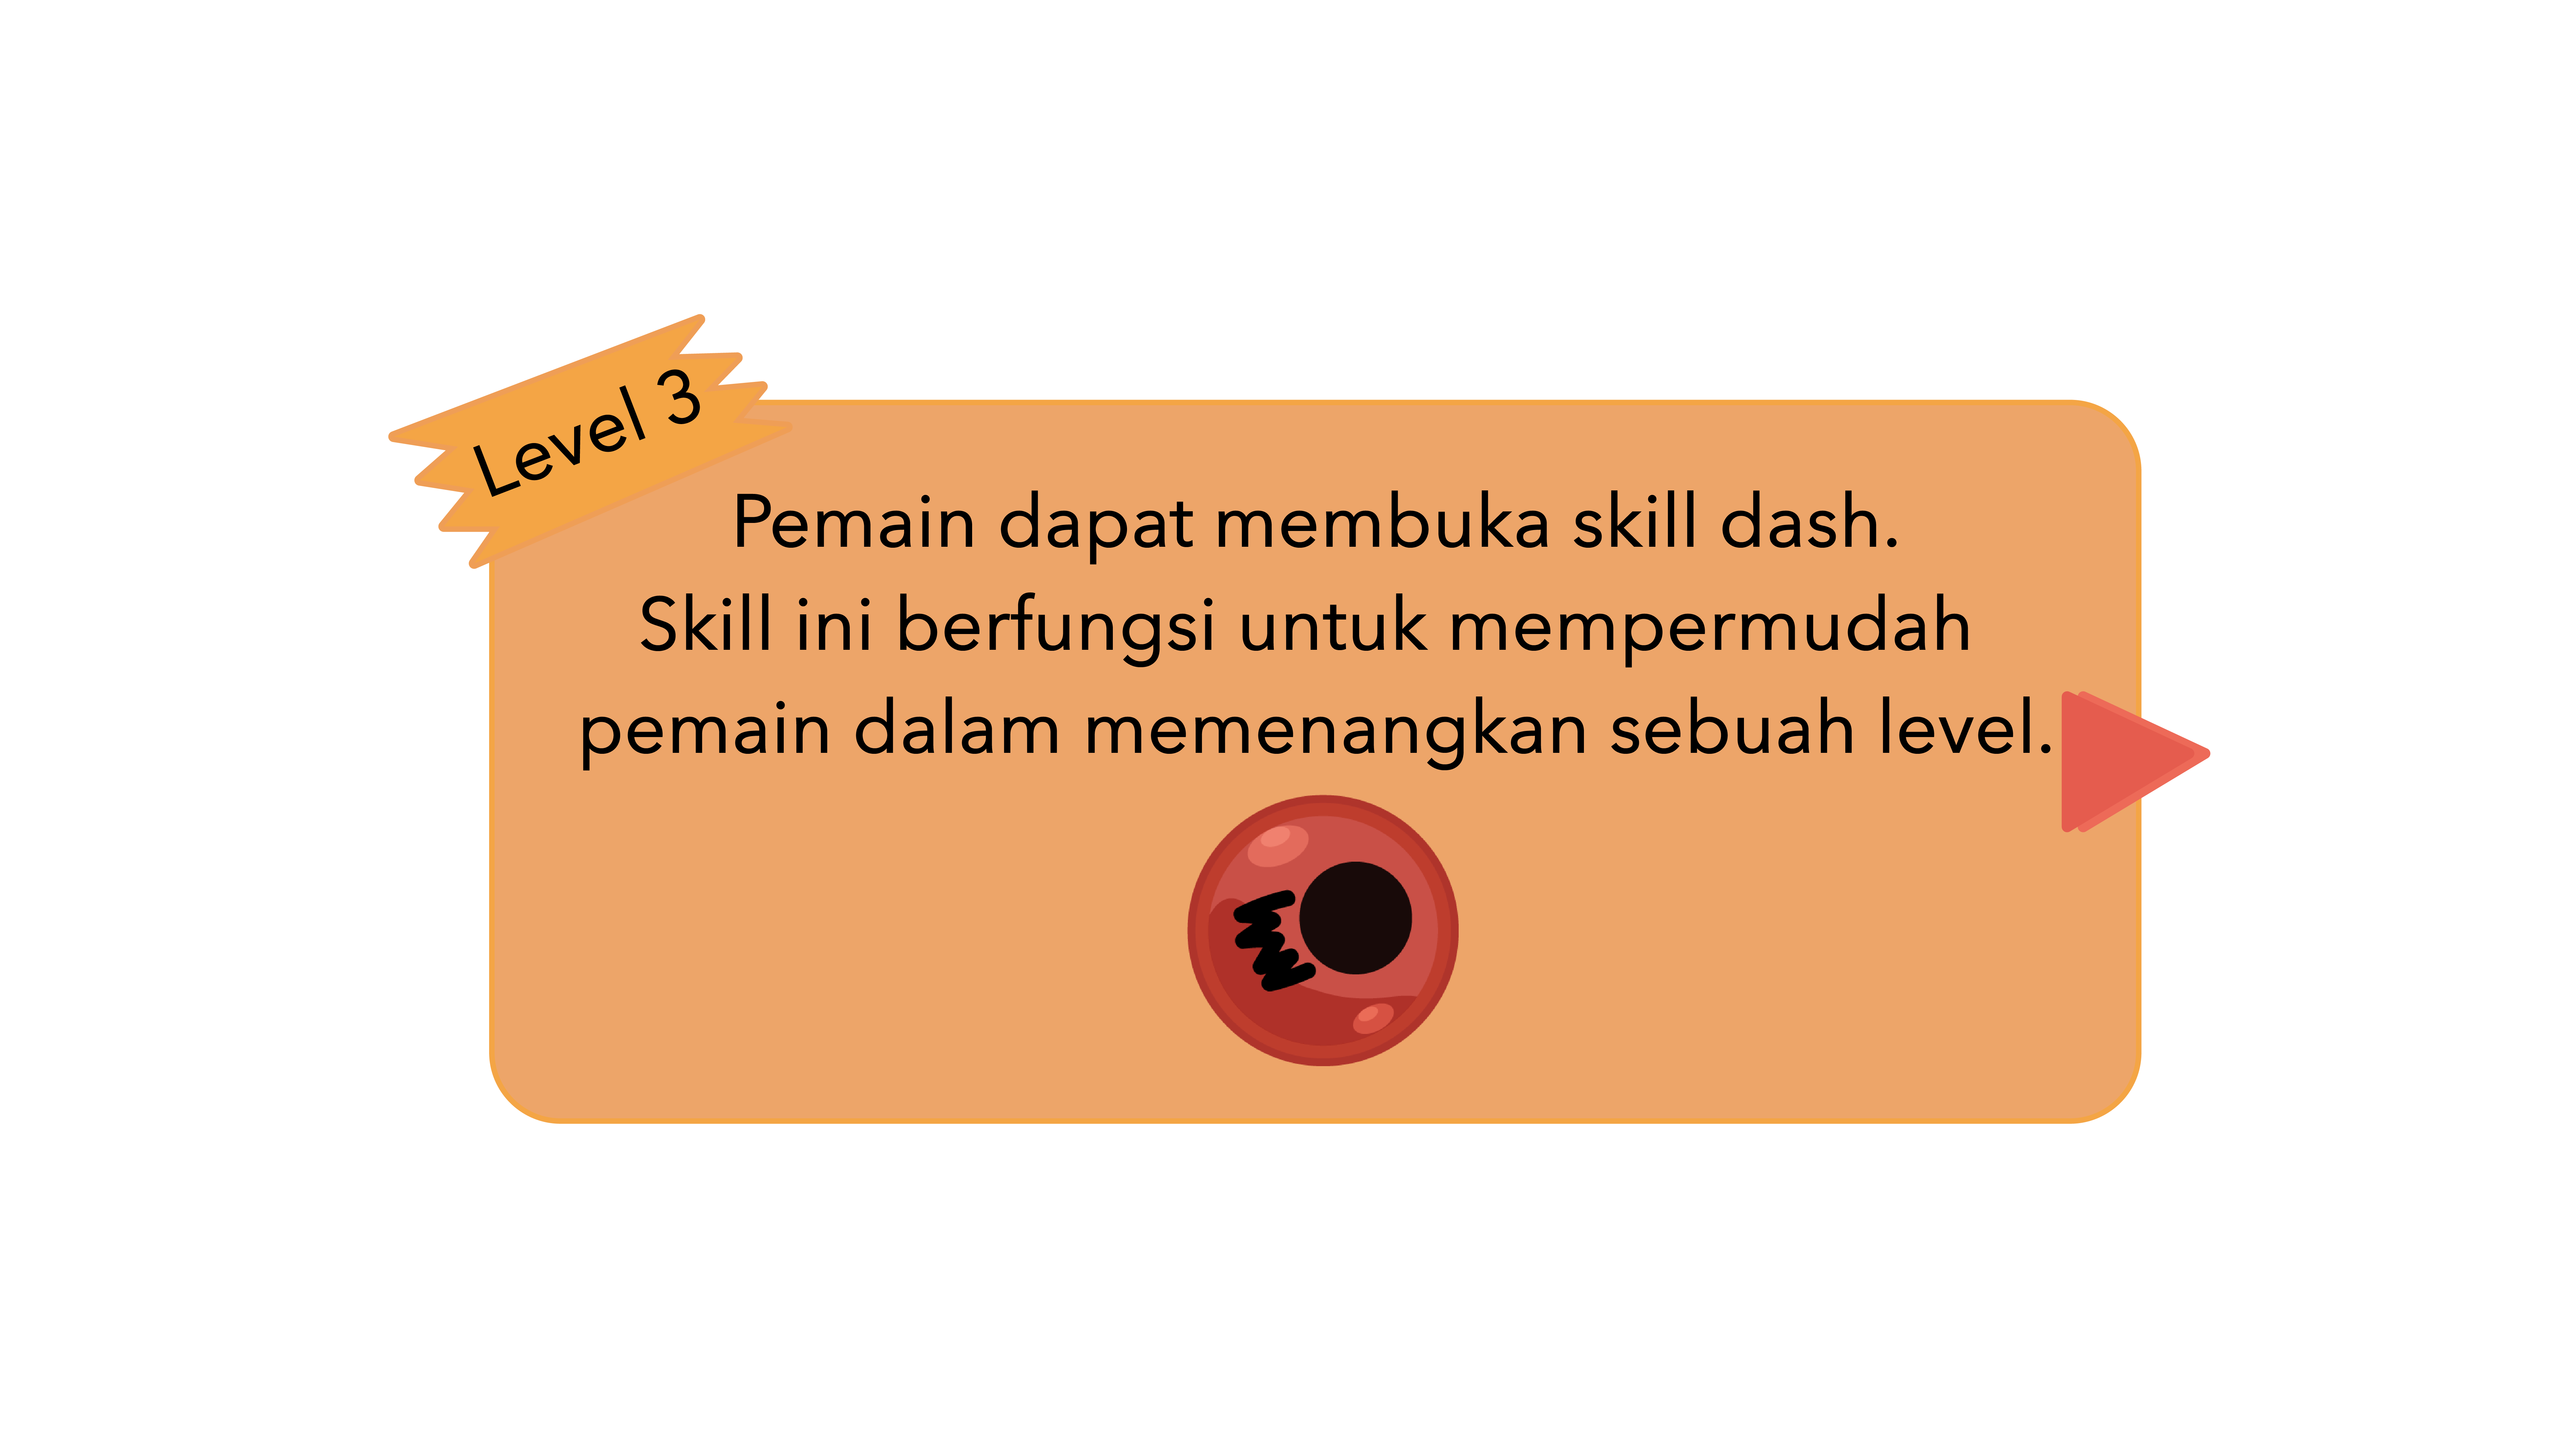 Level 3
Pemain dapat membuka skill dash.
Skill ini berfungsi untuk mempermudah
pemain dalam memenangkan sebuah level.